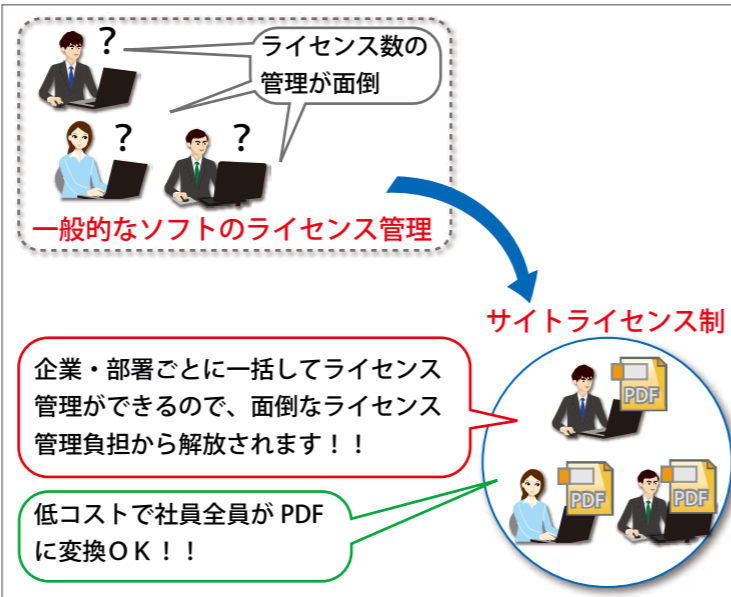 ?
ライセンス数の
管理が面倒
?
?
一般的なソフトのライセンス管理
サイトライセンス制
企業・部署ごとに一括してライセンス
管理ができるので、面倒なライセンス
管理負担から解放されます！！
PDF
PDF
PDF
低コストで社員全員が PDF
に変換ＯＫ！！